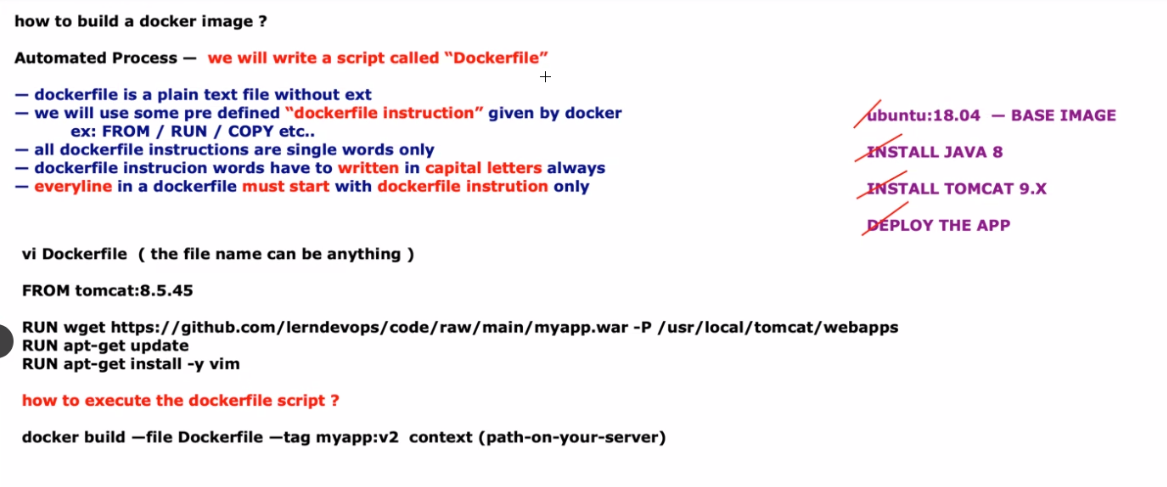 how to build a docker image ?
Automated Process — we will write a script called “Dockerfile”
— dockerfile is a plain text file without ext
— we will use some pre defined “dockerfile instruction” given by docker
ex: FROM / RUN / COPY etc..
— all dockerfile instructions are single words only
— dockerfile instrucion words have to written in capital letters always
— everyline in a dockerfile must start with dockerfile instrution only
ubuntu:18.04 — BASE IMAGE
INSTALL JAVA 8
INSTALL TOMCAT 9.X
DEPLOY THE APP
vi Dockerfile ( the file name can be anything )
FROM tomcat:8.5.45
RUN wget https://github.com/lerndevops/code/raw/main/myapp.war -P /usr/local/tomcat/webapps
RUN apt-get update
RUN apt-get install -y vim
how to execute the dockerfile script ?
docker build —file Dockerfile —tag myapp:v2 context (path-on-your-server)